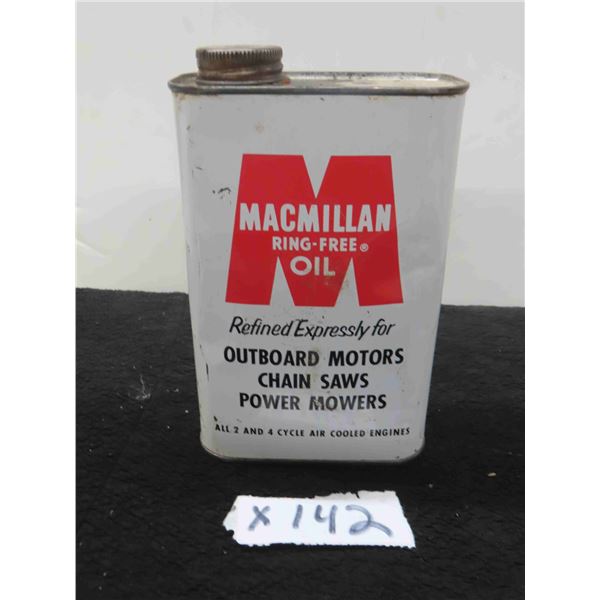 MACMILLAN
RING-FREE®
OIL
Refined Expressly for
OUTBOARD MOTORS
CHAIN SAWS
POWER MOWERS
ALL 2 AND 4 CYCLE AIR COOLED ENGINES
X 142